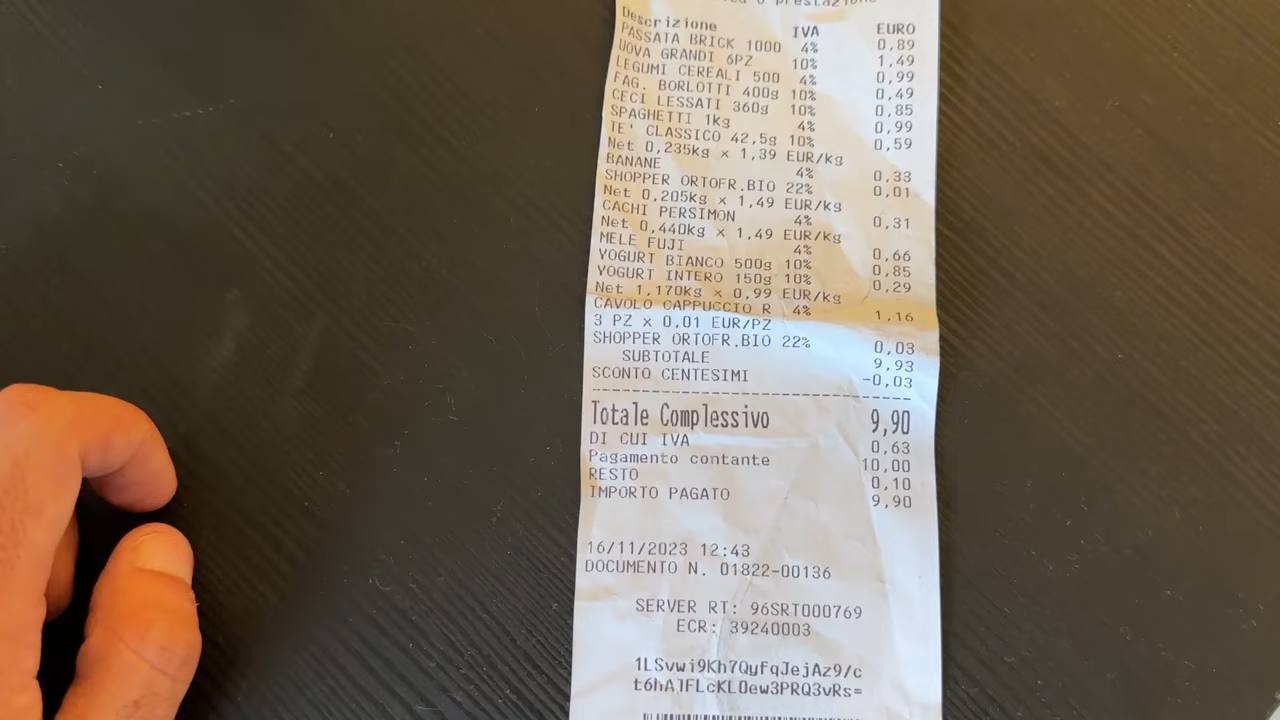 o prestazione
Descrizione IVA EURO
PASSATA BRICK 1000 4% 0,89
UOVA GRANDI 6PZ 10% 1,49
LEGUMI CEREALI 500 4% 0,99
FAG. BORLOTTI 400g 10% 0,49
CECI LESSATI 360g 10% 0,85
SPAGHETTI 1kg 4% 0,99
TE' CLASSICO 42,5g 10% 0,59
Net 0,235kg x 1,39 EUR/kg
BANANE 4% 0,33
SHOPPER ORTOFR.BIO 22% 0,01
Net 0,205kg x 1,49 EUR/kg
CACHI PERSIMON 4% 0,31
Net 0,440kg x 1,49 EUR/kg
MELE FUJI 4% 0,66
YOGURT BIANCO 500g 10% 0,85
YOGURT INTERO 150g 10% 0,29
Net 1,170kg x 0,99 EUR/kg
CAVOLO CAPPUCCIO R 4% 1,16
3 PZ x 0,01 EUR/PZ
SHOPPER ORTOFR.BIO 22% 0,03
SUBTOTALE 9,93
SCONTO CENTESIMI -0,03
Totale Complessivo 9,90
DI CUI IVA 0,63
Pagamento contante 10,00
RESTO 0,10
IMPORTO PAGATO 9,90
16/11/2023 12:43
DOCUMENTO N. 01822-00136
SERVER RT: 96SRT000769
ECR: 39240003
1LSvwi9Kh7QyfqJejAz9/c